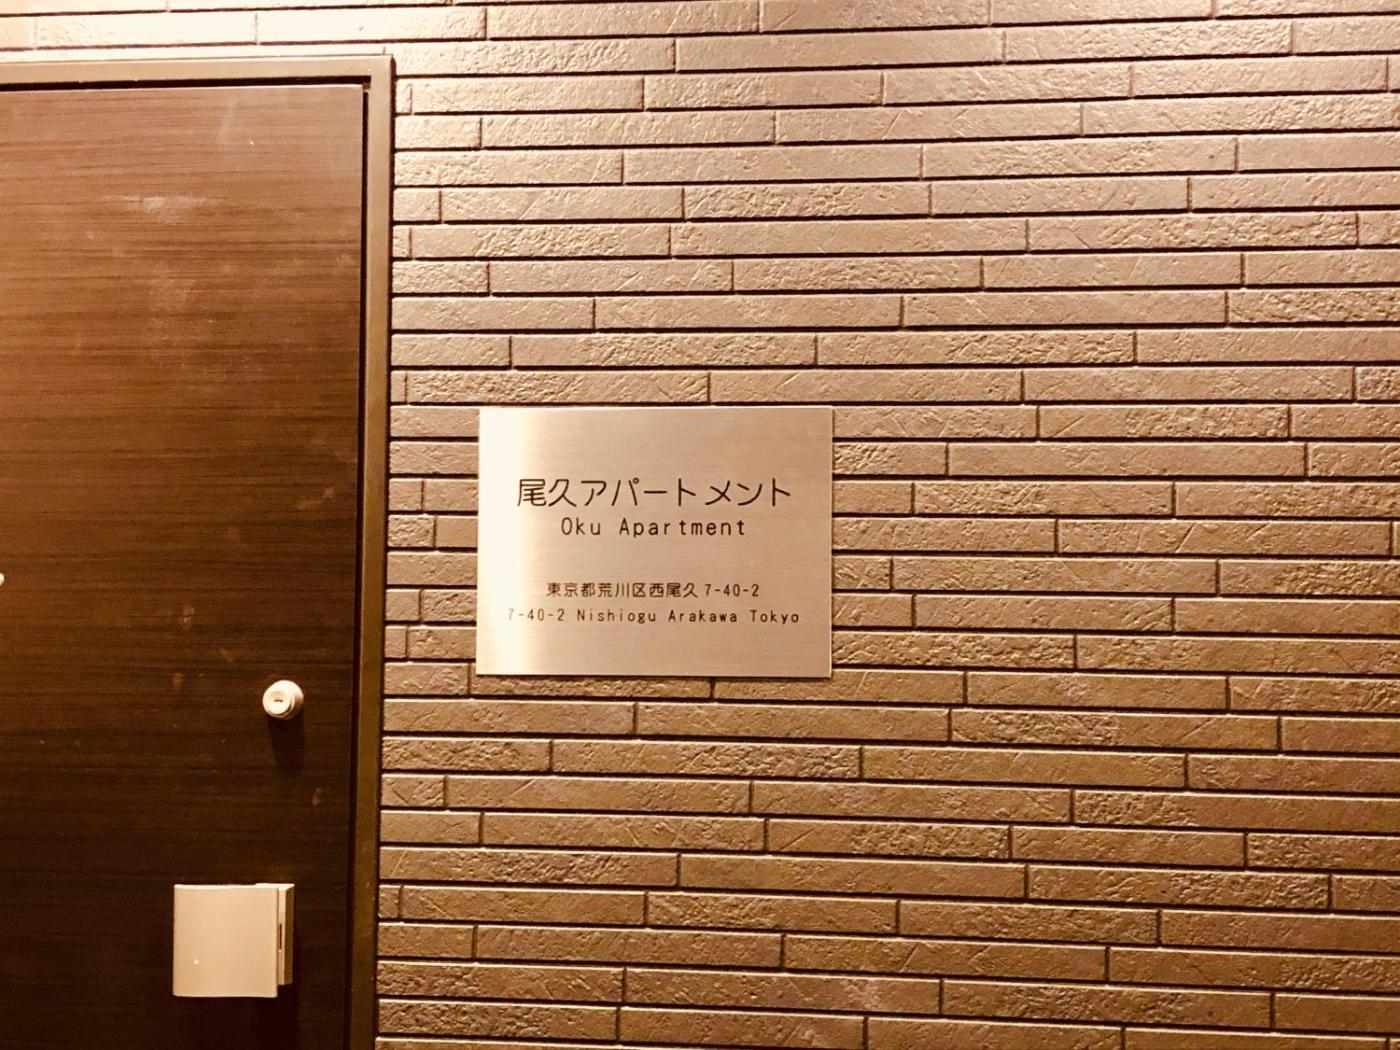 尾久アパートメント
Oku Apartment
東京都荒川区西尾久7-40-2
7-40-2 Nishiogu Arakawa Tokyo